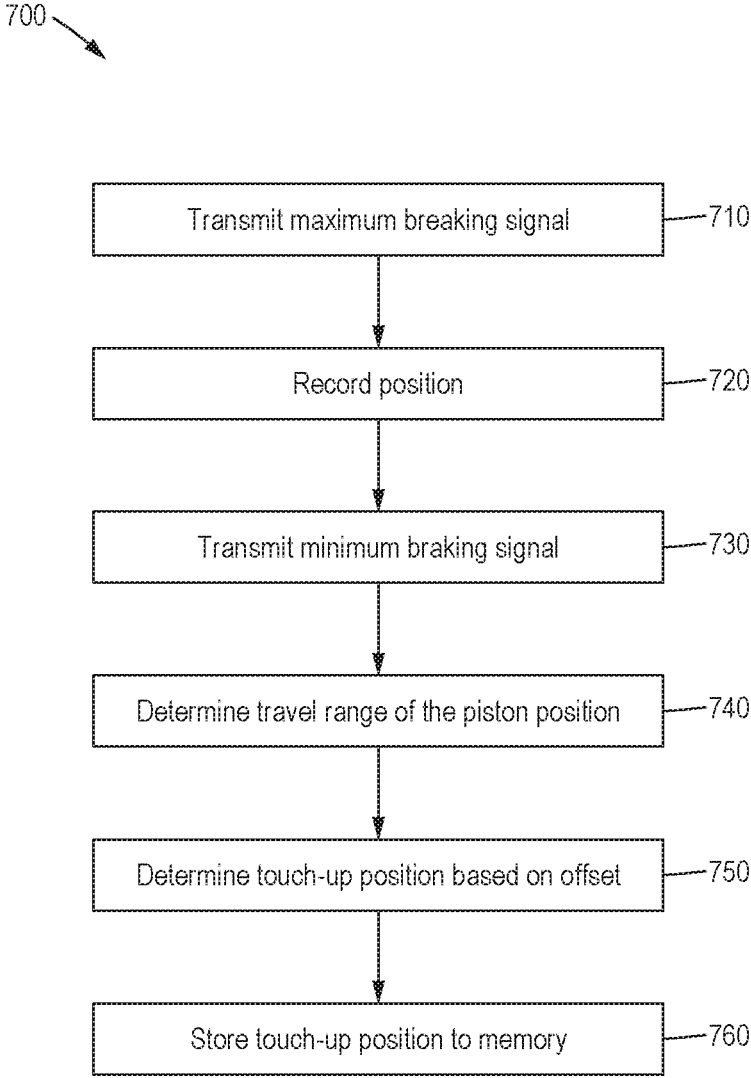 700
Transmit maximum breaking signal
710
Record position
720
Transmit minimum braking signal
730
Determine travel range of the piston position
740
Determine touch-up position based on offset
750
Store touch-up position to memory
760